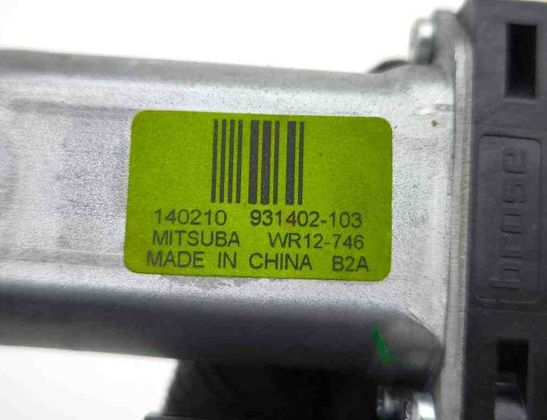 140210 931402-103
MITSUBA WR12-746
MADE IN CHINA B2A
brose